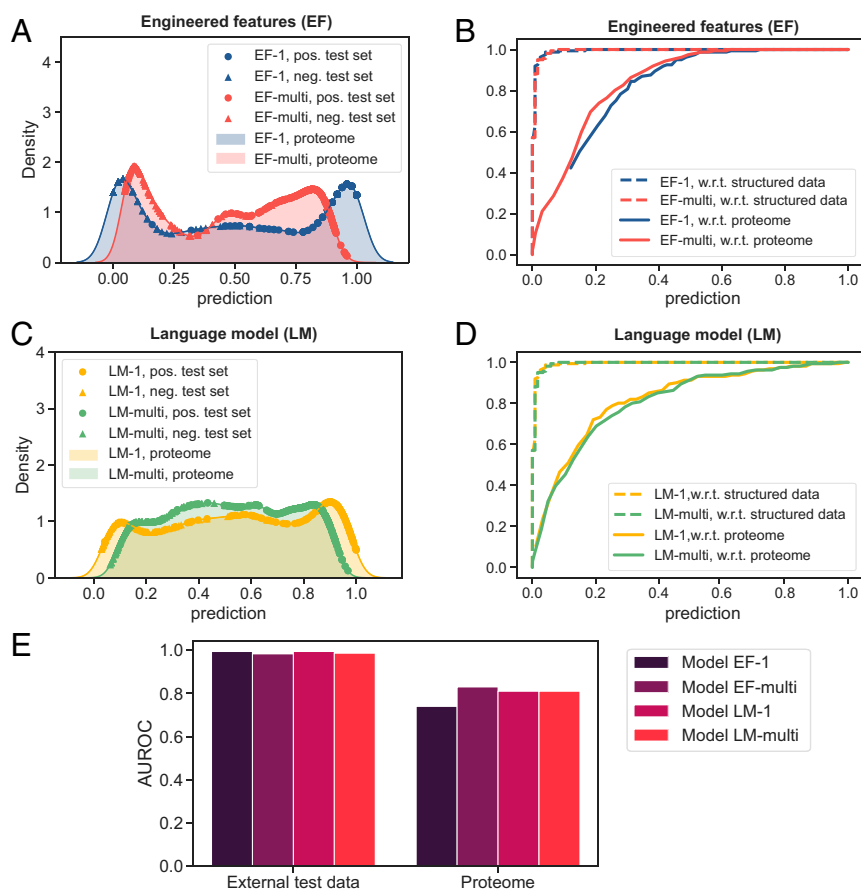 A
Engineered features (EF)
4
3
2
1
0
Density
EF-1, pos. test set
EF-1, neg. test set
EF-multi, pos. test set
EF-multi, neg. test set
EF-1, proteome
EF-multi, proteome
0.00 0.25 0.50 0.75 1.00
prediction
B
Engineered features (EF)
1.0
0.8
0.6
0.4
0.2
0.0
EF-1, w.r.t. structured data
EF-multi, w.r.t. structured data
EF-1, w.r.t. proteome
EF-multi, w.r.t. proteome
0.0 0.2 0.4 0.6 0.8 1.0
prediction
C
Language model (LM)
4
3
2
1
0
Density
LM-1, pos. test set
LM-1, neg. test set
LM-multi, pos. test set
LM-multi, neg. test set
LM-1, proteome
LM-multi, proteome
0.0 0.2 0.4 0.6 0.8 1.0
prediction
D
Language model (LM)
1.0
0.8
0.6
0.4
0.2
0.0
LM-1,w.r.t. structured data
LM-multi, w.r.t. structured data
LM-1,w.r.t. proteome
LM-multi, w.r.t. proteome
0.0 0.2 0.4 0.6 0.8 1.0
prediction
E
1.0
0.8
0.6
0.4
0.2
0.0
AUROC
External test data Proteome
Model EF-1
Model EF-multi
Model LM-1
Model LM-multi